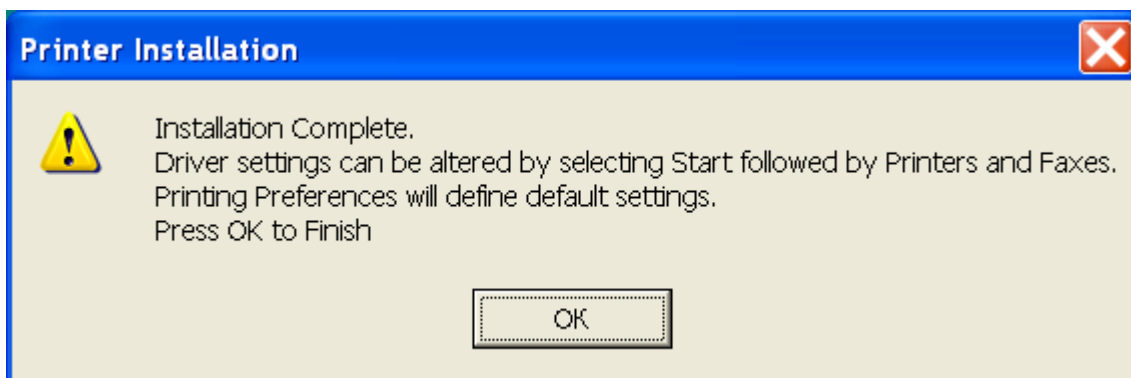 Printer Installation
Installation Complete.
Driver settings can be altered by selecting Start followed by Printers and Faxes.
Printing Preferences will define default settings.
Press OK to Finish
OK